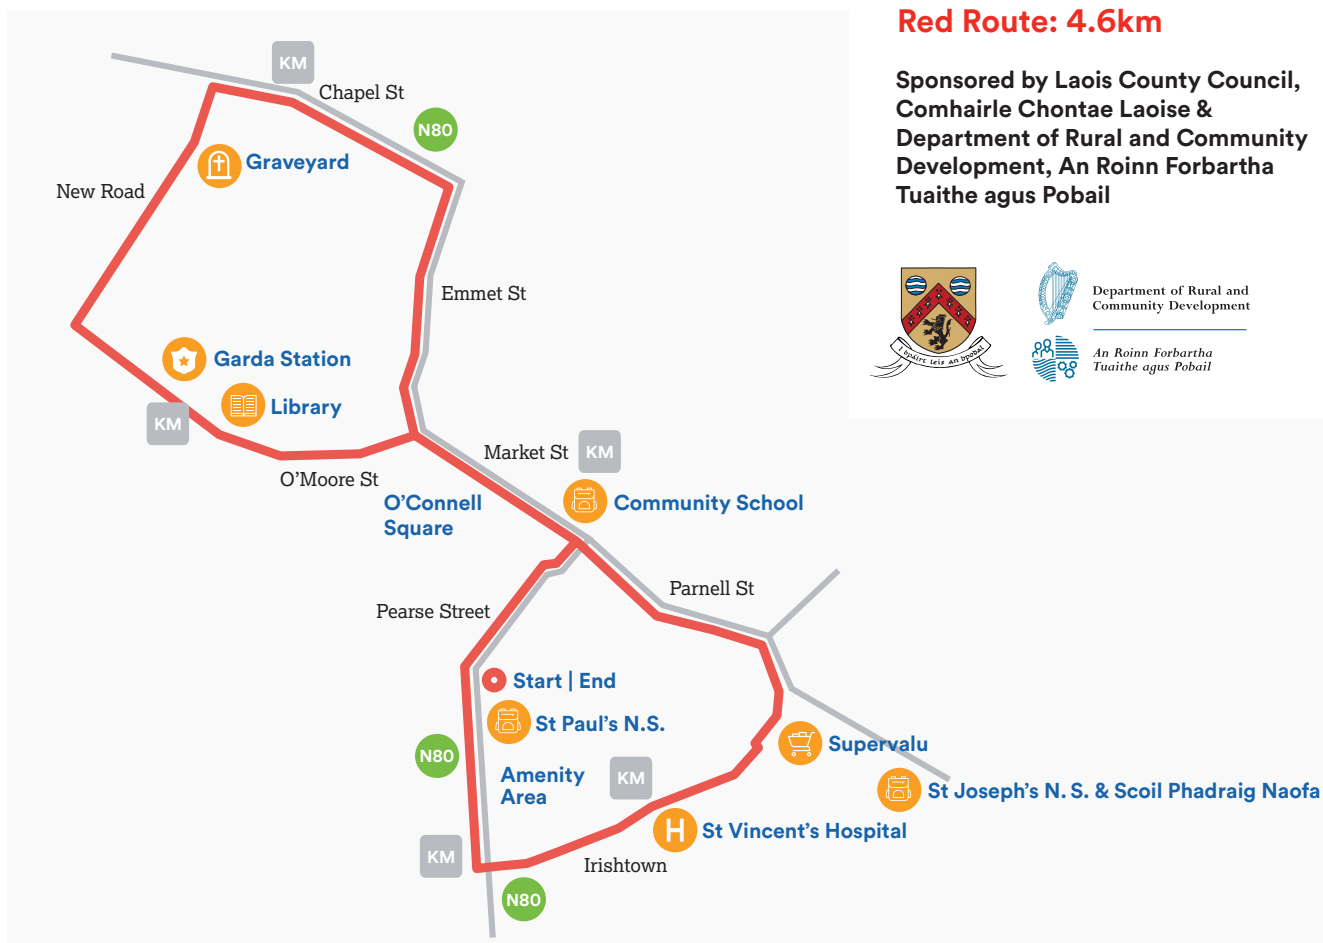 Red Route: 4.6km
Sponsored by Laois County Council,
Comhairle Chontae Laoise &
Department of Rural and Community
Development, An Roinn Forbartha
Tuaithe agus Pobail
Department of Rural and
Community Development
An Roinn Forbartha
Tuaithe agus Pobail
I bpáirt leis an bpobal
KM
Chapel St
N80
Graveyard
New Road
Emmet St
Garda Station
Library
KM
Market St
KM
O'Moore St
O'Connell
Square
Community School
Parnell St
Pearse Street
Start | End
St Paul's N.S.
N80
Supervalu
Amenity
Area
KM
St Joseph's N. S. & Scoil Phadraig Naofa
H
St Vincent's Hospital
KM
Irishtown
N80